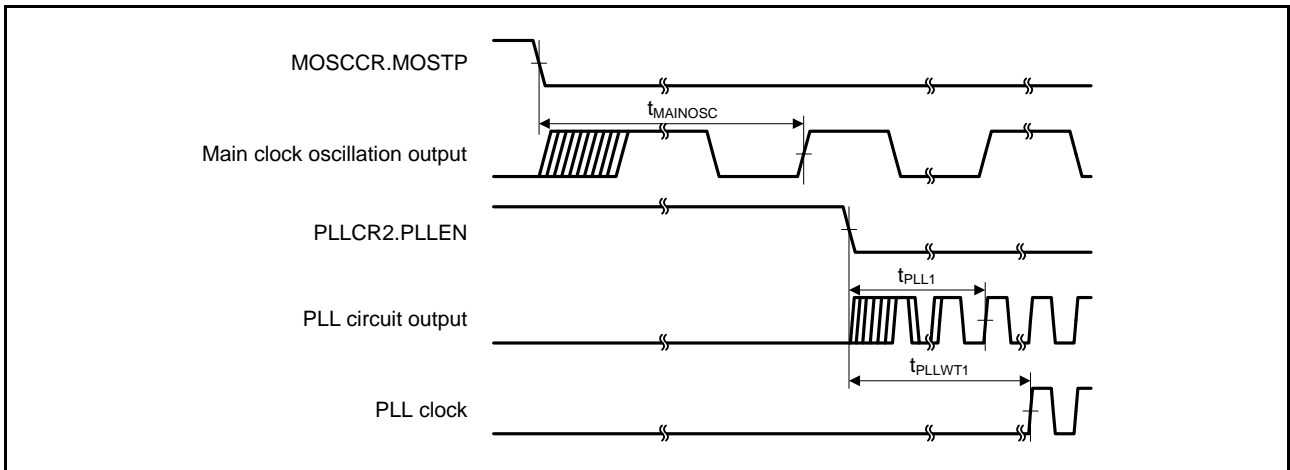 MOSCCR.MOSTP
tMAINOSC
Main clock oscillation output
PLLCR2.PLLEN
tPLL1
PLL circuit output
tPLLWT1
PLL clock